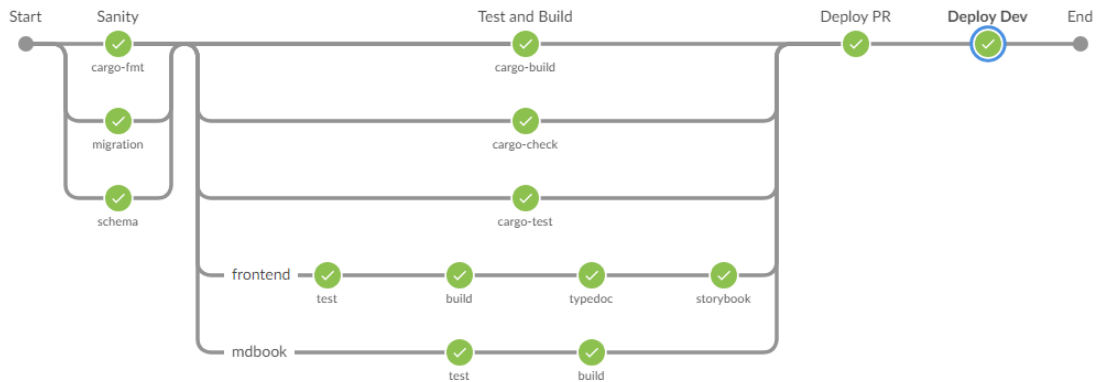 Start
Sanity
Test and Build
Deploy PR
Deploy Dev
End
cargo-fmt
cargo-build
migration
cargo-check
schema
cargo-test
frontend
test
build
typedoc
storybook
mdbook
test
build